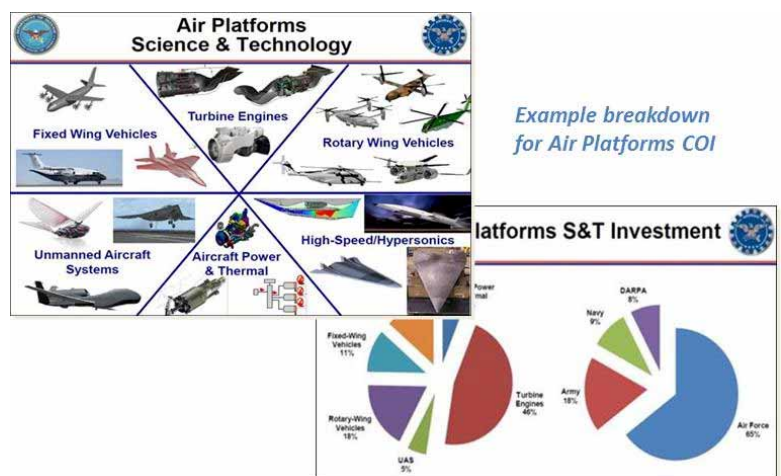 Air Platforms
Science & Technology
Fixed Wing Vehicles
Turbine Engines
Rotary Wing Vehicles
Unmanned Aircraft
Systems
Aircraft Power
& Thermal
High-Speed/Hypersonics
Example breakdown
for Air Platforms COI
latforms S&T Investment
Power
mal
Fixed-Wing
Vehicles
11%
Rotary-Wing
Vehicles
18%
UAS
5%
Turbine
Engines
46%
DARPA
8%
Navy
9%
Army
18%
Air Force
65%